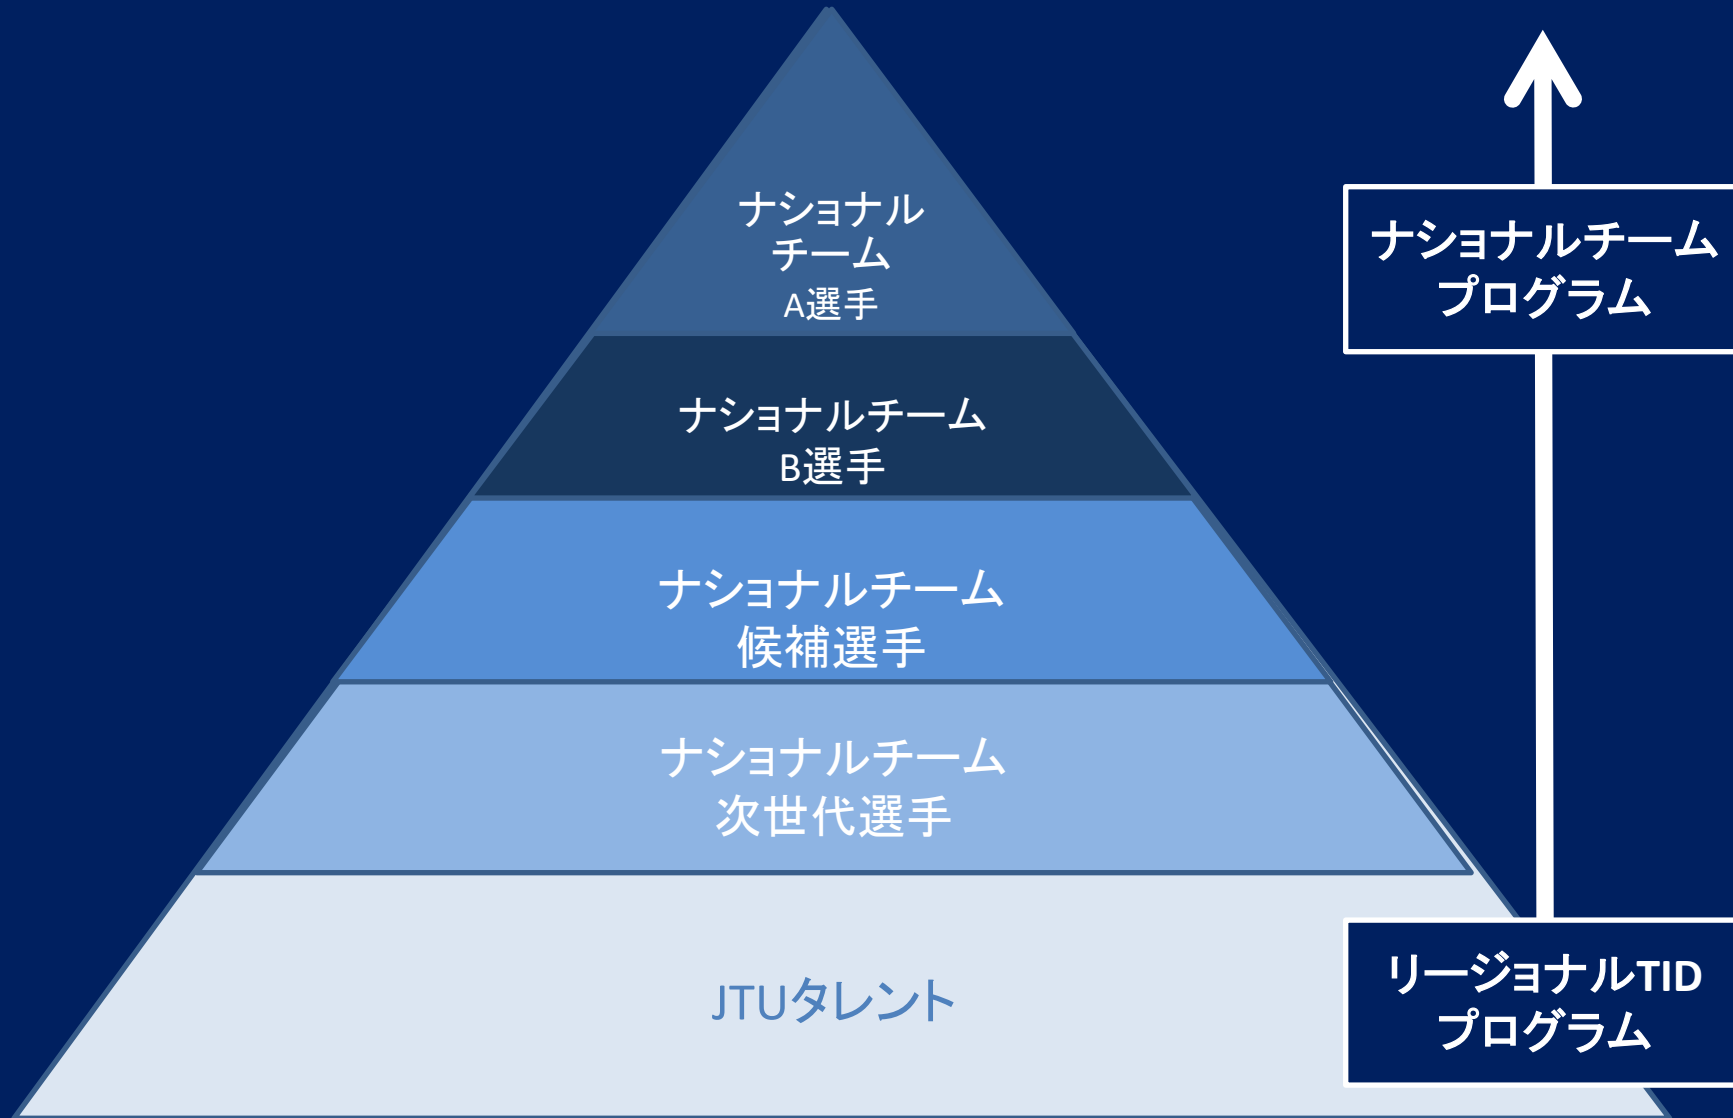 ナショナル
チーム
A選手
ナショナルチーム
B選手
ナショナルチーム
候補選手
ナショナルチーム
次世代選手
JTUタレント
ナショナルチーム
プログラム
リージョナルTID
プログラム